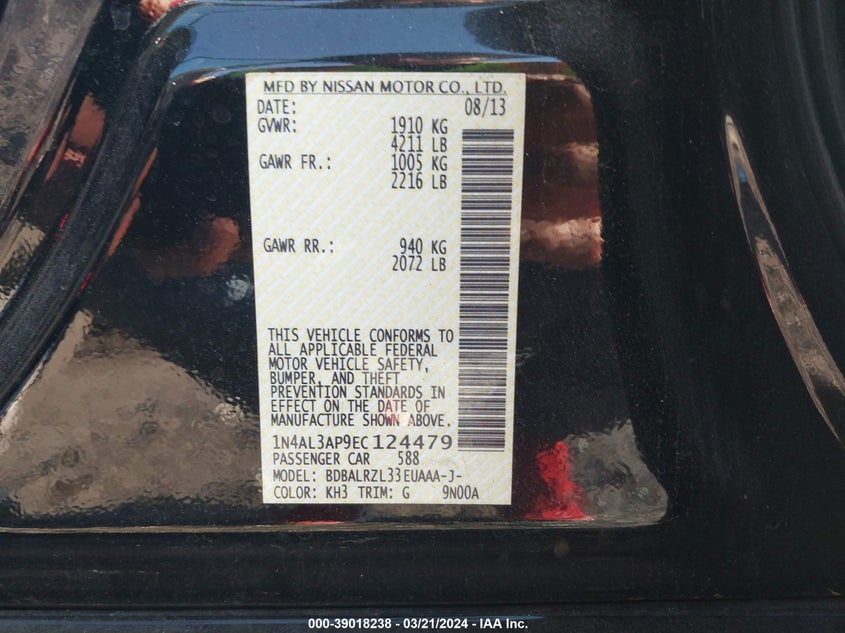 MFD BY NISSAN MOTOR CO., LTD.
DATE: 08/13
GVWR: 1910 KG
4211 LB
GAWR FR.: 1005 KG
2216 LB
GAWR RR.: 940 KG
2072 LB
THIS VEHICLE CONFORMS TO
ALL APPLICABLE FEDERAL
MOTOR VEHICLE SAFETY,
BUMPER, AND THEFT
PREVENTION STANDARDS IN
EFFECT ON THE DATE OF
MANUFACTURE SHOWN ABOVE.
1N4AL3AP9EC124479
PASSENGER CAR 588
MODEL: BDBALRZL33EUAAA-J-
COLOR: KH3 TRIM: G 9N00A
000-39018238 - 03/21/2024 - IAA Inc.